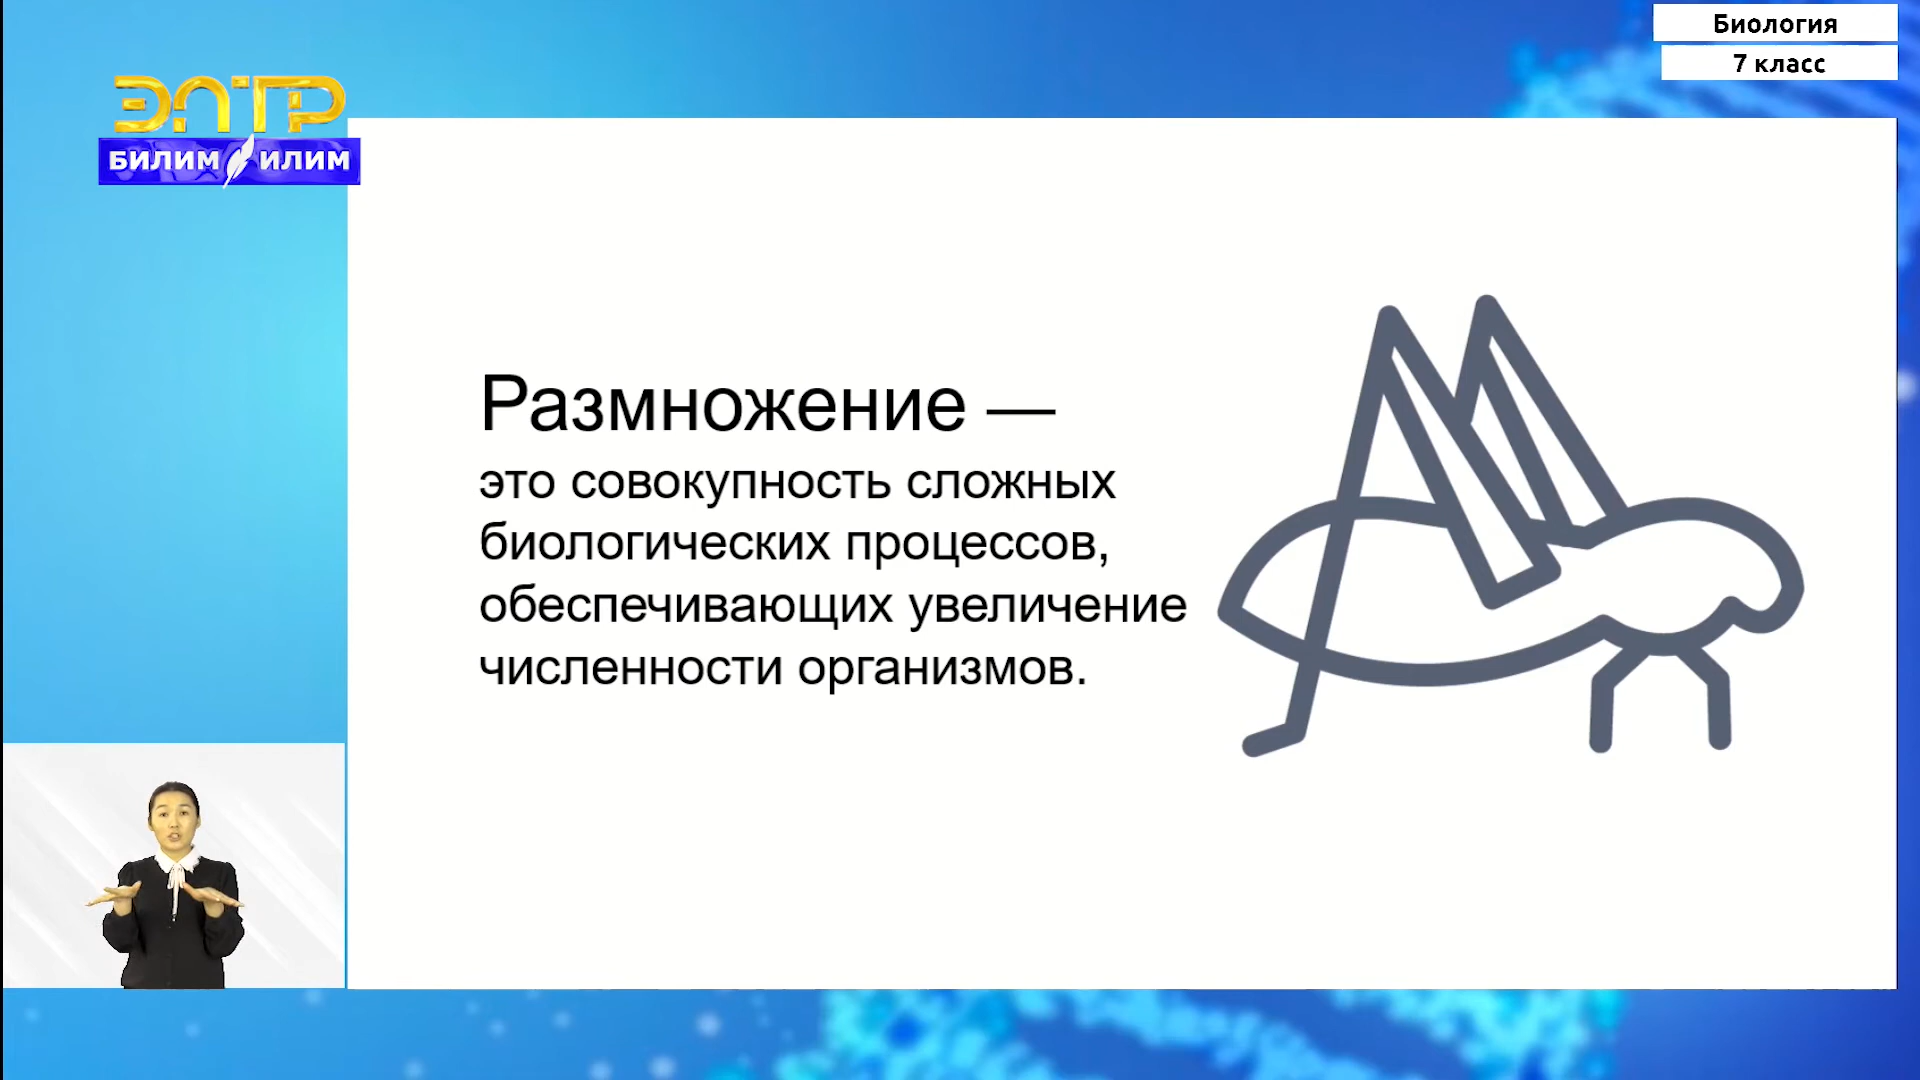 Биология
7 класс
ЭЛТР
БИЛИМ ИЛИМ
Размножение —
это совокупность сложных
биологических процессов,
обеспечивающих увеличение
численности организмов.